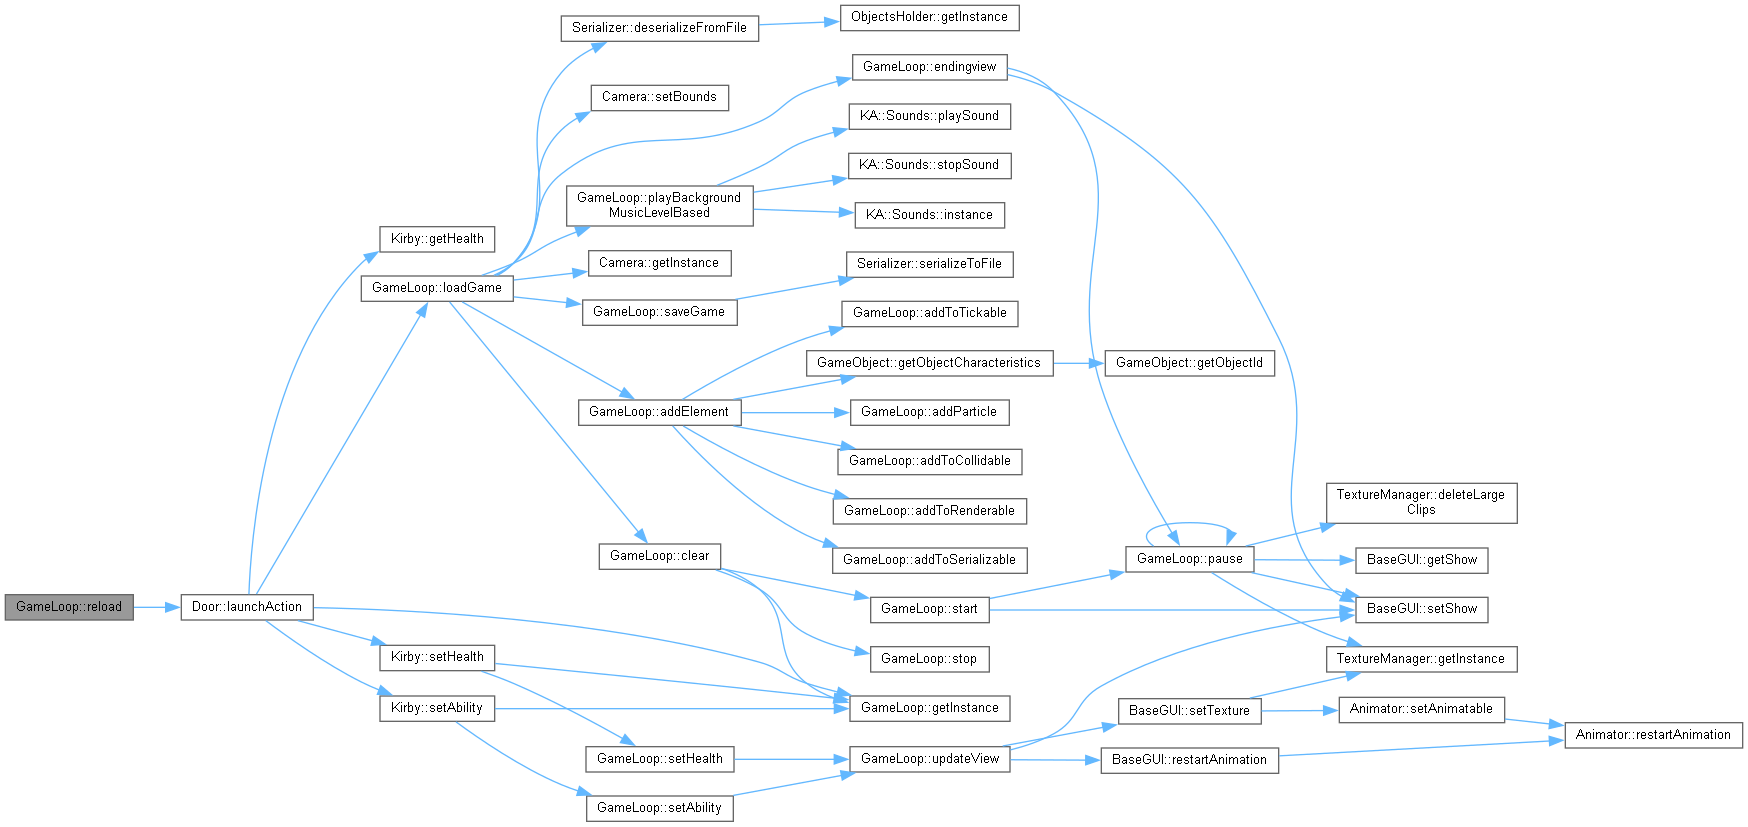 GameLoop::reload
Door::launchAction
Kirby::getHealth
GameLoop::loadGame
Kirby::setHealth
Kirby::setAbility
Serializer::deserializeFromFile
Camera::setBounds
GameLoop::playBackground
MusicLevelBased
Camera::getInstance
GameLoop::saveGame
GameLoop::addElement
GameLoop::clear
GameLoop::setHealth
GameLoop::setAbility
ObjectsHolder::getInstance
GameLoop::endingview
KA::Sounds::playSound
KA::Sounds::stopSound
KA::Sounds::instance
Serializer::serializeToFile
GameLoop::addToTickable
GameObject::getObjectCharacteristics
GameLoop::addParticle
GameLoop::addToCollidable
GameLoop::addToRenderable
GameLoop::addToSerializable
GameLoop::start
GameLoop::stop
GameLoop::getInstance
GameLoop::updateView
GameObject::getObjectId
GameLoop::pause
BaseGUI::setTexture
BaseGUI::restartAnimation
TextureManager::deleteLarge
Clips
BaseGUI::getShow
BaseGUI::setShow
TextureManager::getInstance
Animator::setAnimatable
Animator::restartAnimation